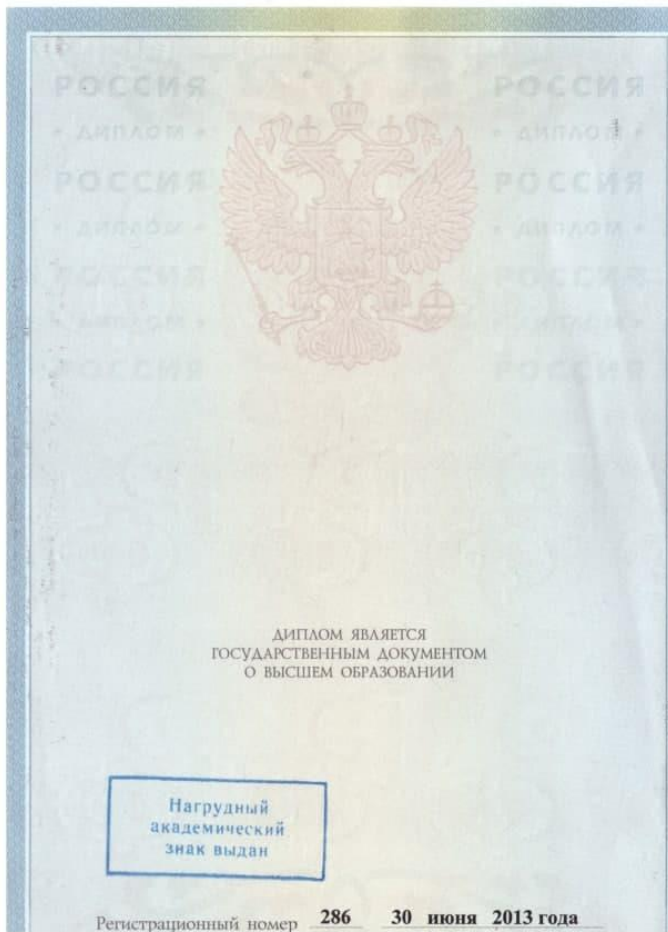 РОССИЯ РОССИЯ
• ДИПЛОМ • • ДИПЛОМ •
РОССИЯ РОССИЯ
• ДИПЛОМ • • ДИПЛОМ •
РОССИЯ РОССИЯ
• ДИПЛОМ • • ДИПЛОМ •
РОССИЯ РОССИЯ
ДИПЛОМ ЯВЛЯЕТСЯ
ГОСУДАРСТВЕННЫМ ДОКУМЕНТОМ
О ВЫСШЕМ ОБРАЗОВАНИИ
Нагрудный
академический
знак выдан
Регистрационный номер 286 30 июня 2013 года